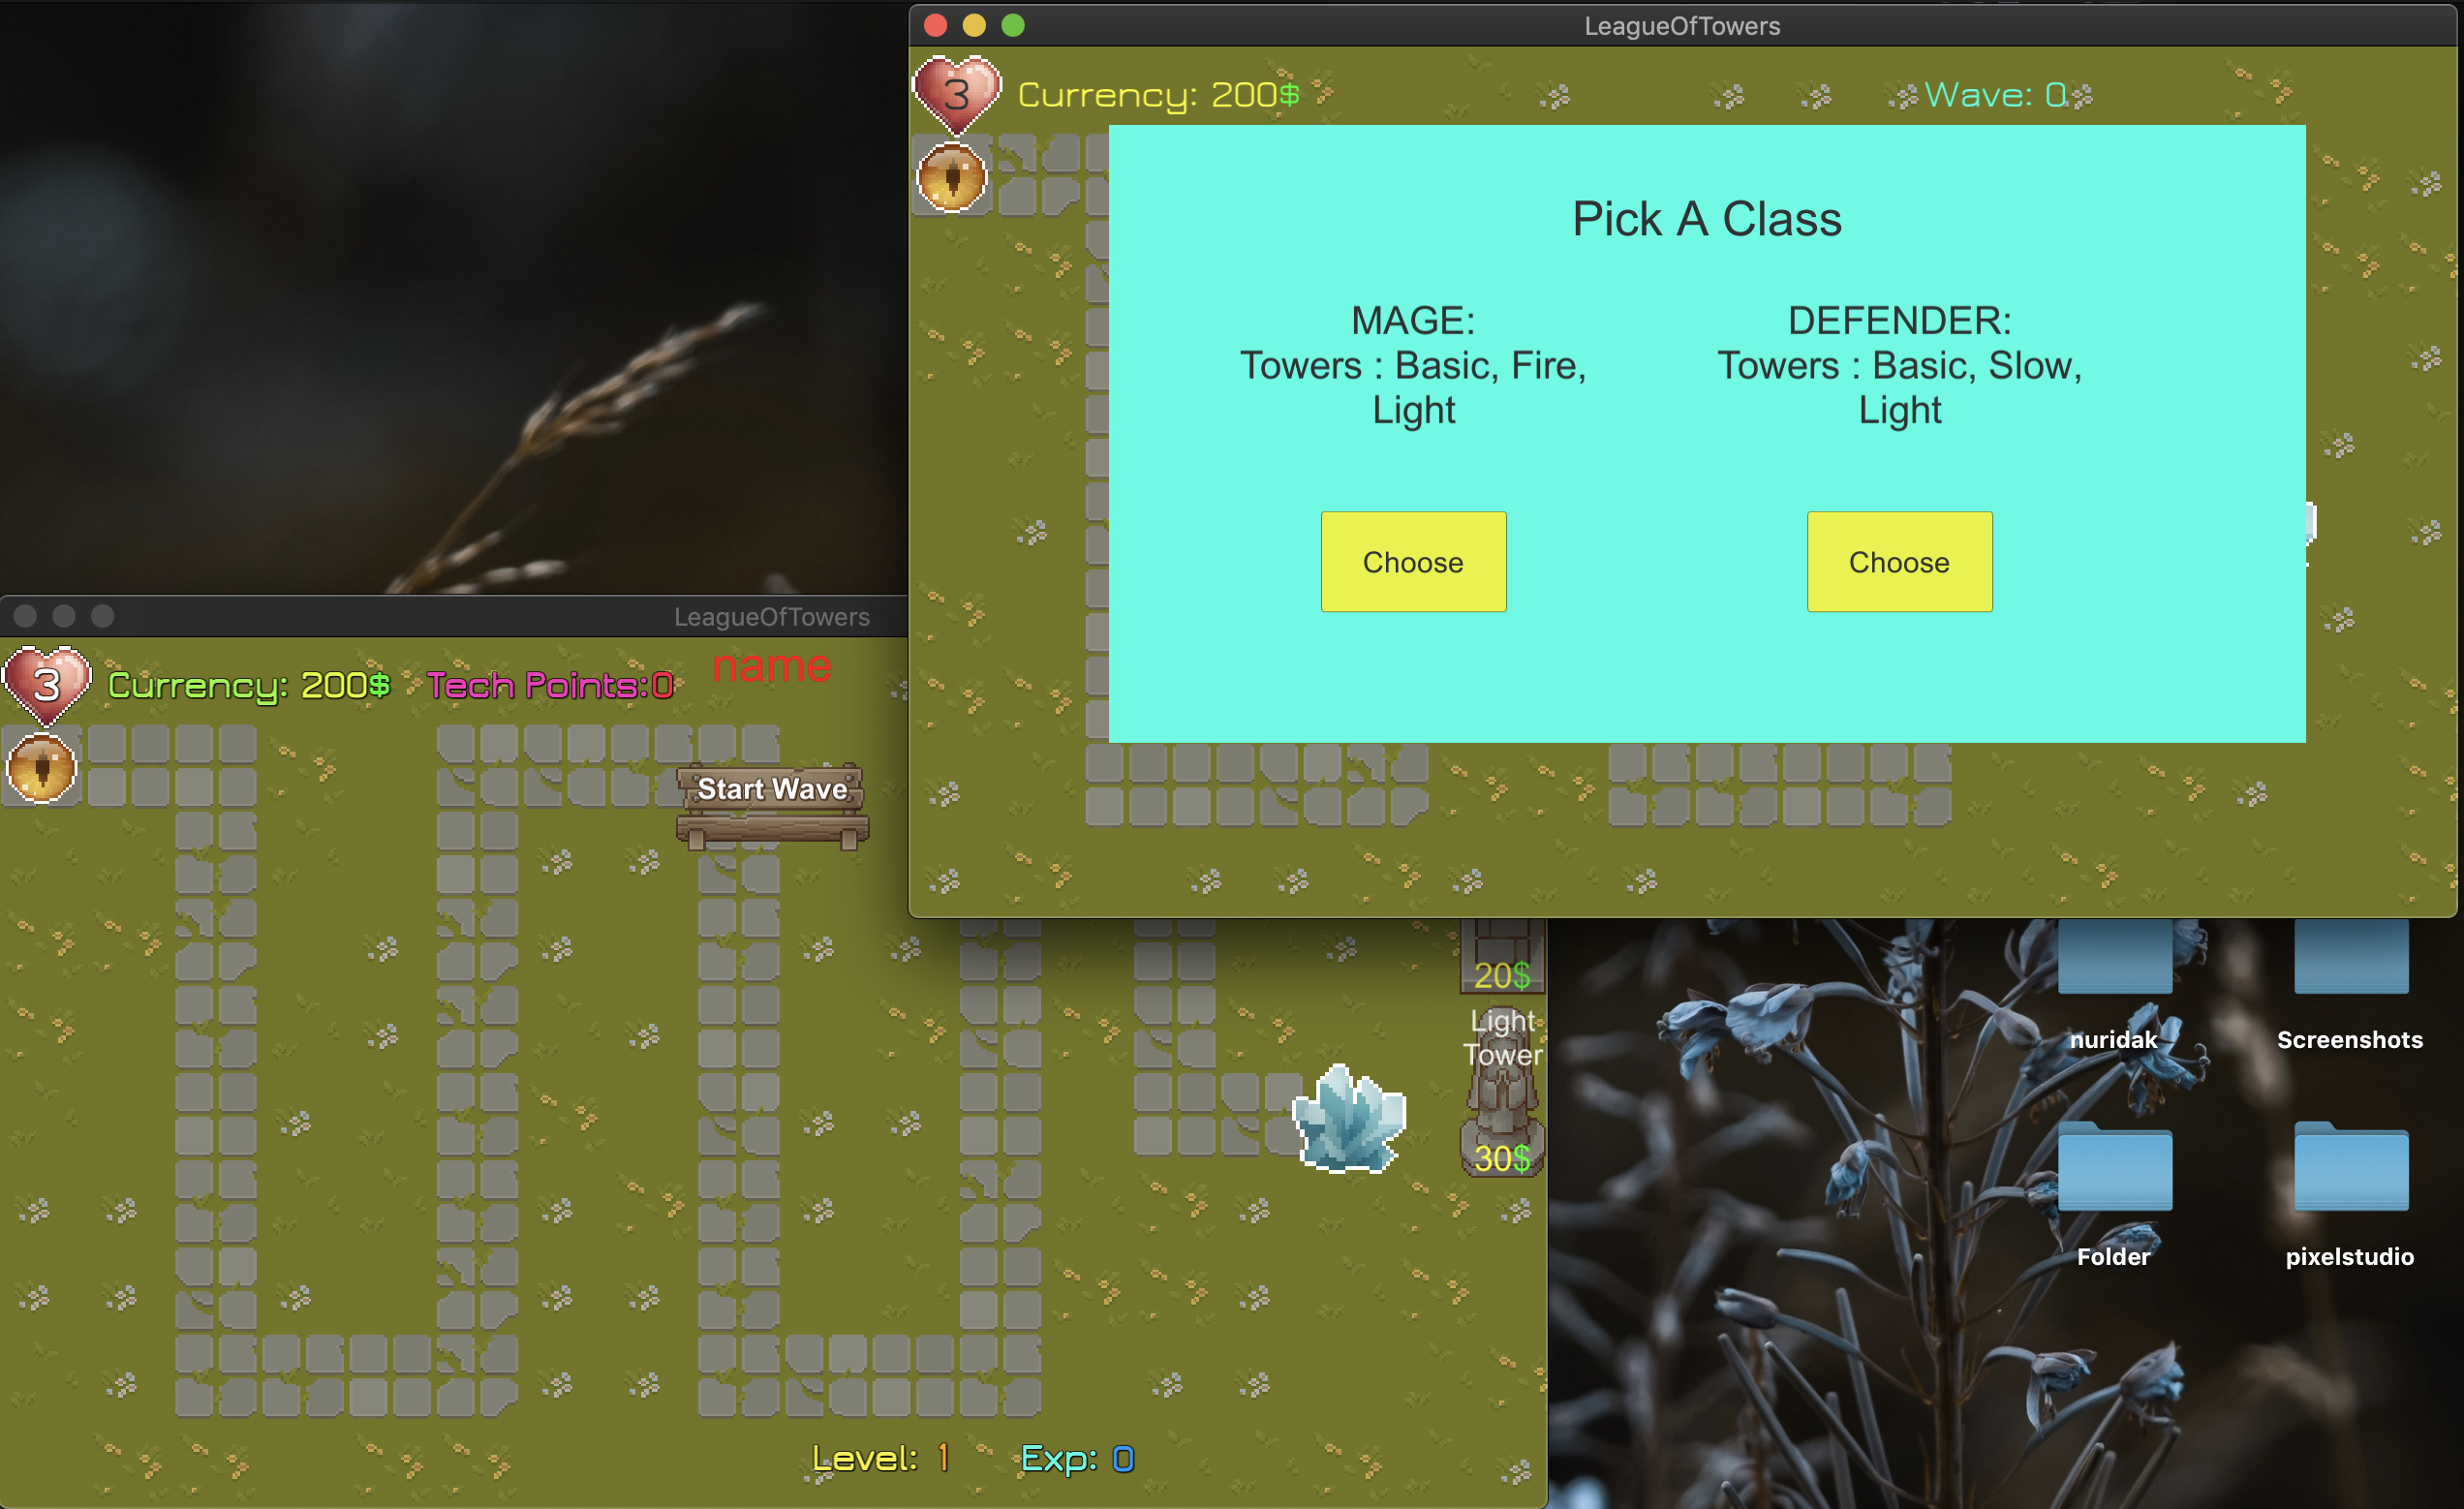 LeagueOfTowers
3
Currency: 200$
Wave: 0
Pick A Class
MAGE:
Towers : Basic, Fire,
Light
DEFENDER:
Towers : Basic, Slow,
Light
Choose
Choose
LeagueOfTowers
3
Currency: 200$
Tech Points:0
name
Start Wave
20$
Light
Tower
30$
Level: 1
Exp: 0
nuridak
Screenshots
Folder
pixelstudio